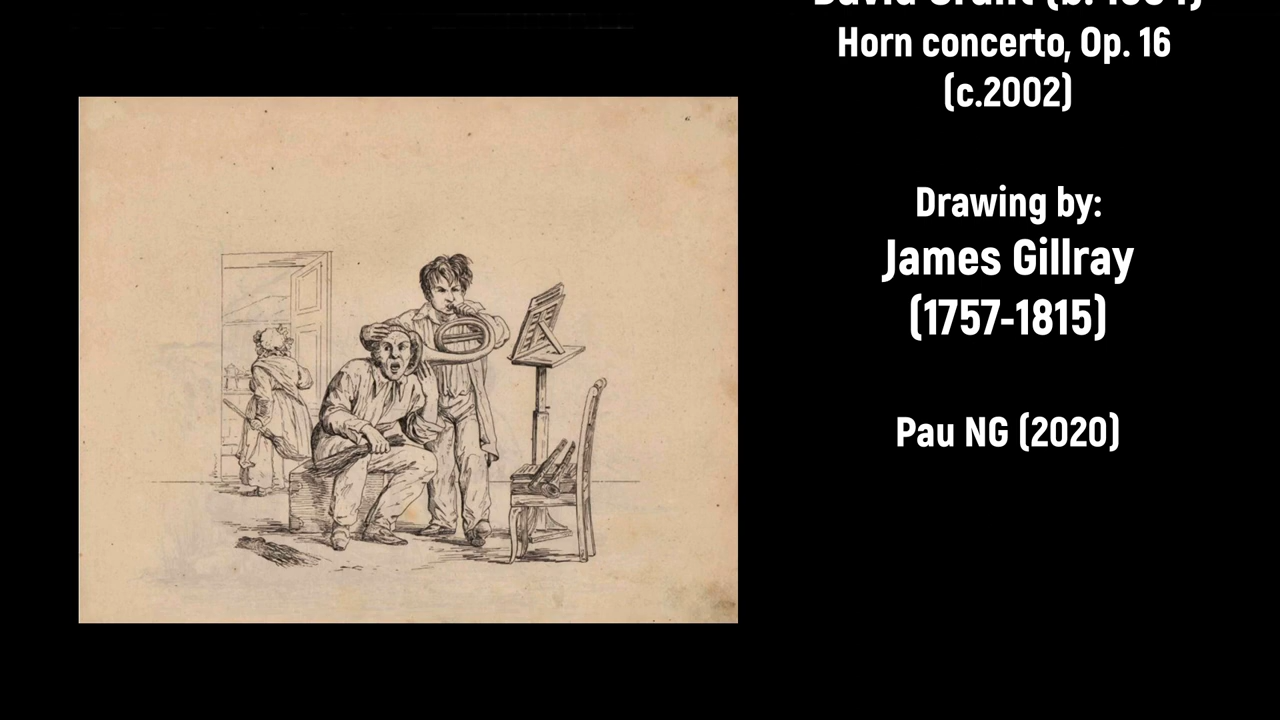 Horn concerto, Op. 16
(c.2002)
Drawing by:
James Gillray
(1757-1815)
Pau NG (2020)